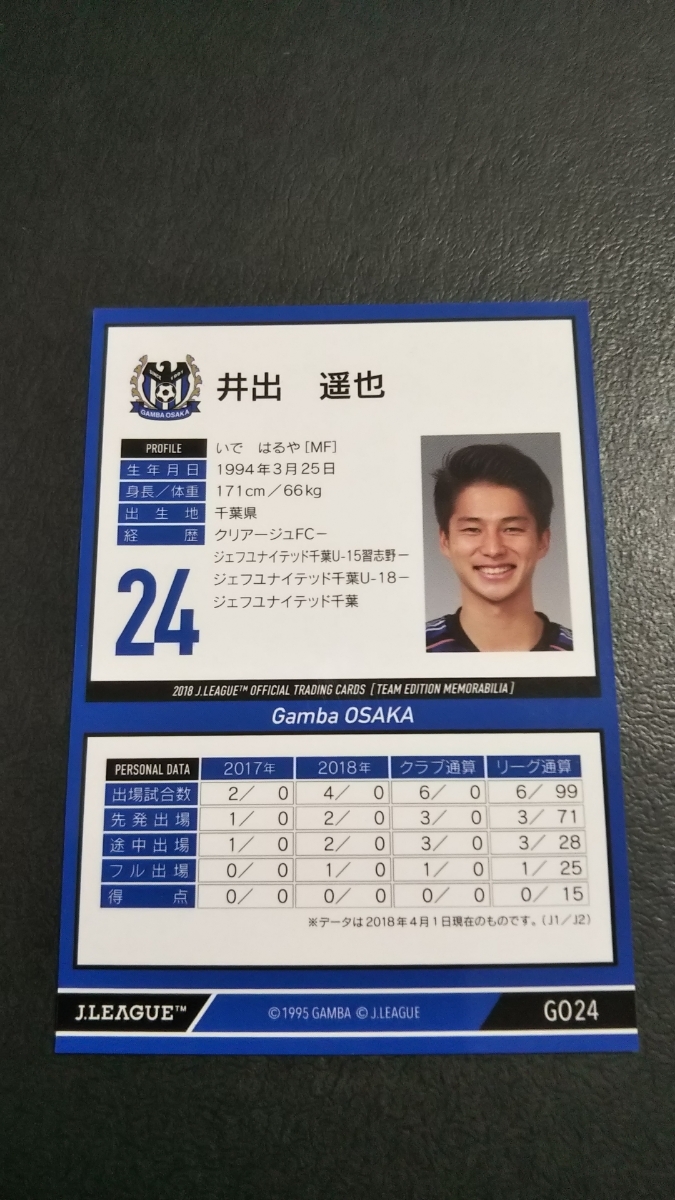 GAMBA OSAKA
井出　遥也
PROFILE いで　はるや[MF]
生年月日 1994年3月25日
身長／体重 171cm／66kg
出生地 千葉県
経歴 クリアージュFC−
ジェフユナイテッド千葉U-15習志野−
ジェフユナイテッド千葉U-18−
ジェフユナイテッド千葉
24
2018 J.LEAGUE™ OFFICIAL TRADING CARDS [TEAM EDITION MEMORABILIA]
Gamba OSAKA
PERSONAL DATA 2017年 2018年 クラブ通算 リーグ通算
出場試合数 2／ 0 4／ 0 6／ 0 6／ 99
先発出場 1／ 0 2／ 0 3／ 0 3／ 71
途中出場 1／ 0 2／ 0 3／ 0 3／ 28
フル出場 0／ 0 1／ 0 1／ 0 1／ 25
得点 0／ 0 0／ 0 0／ 0 0／ 15
※データは2018年4月1日現在のものです。(J1／J2)
J.LEAGUE™ ©1995 GAMBA © J.LEAGUE GO24